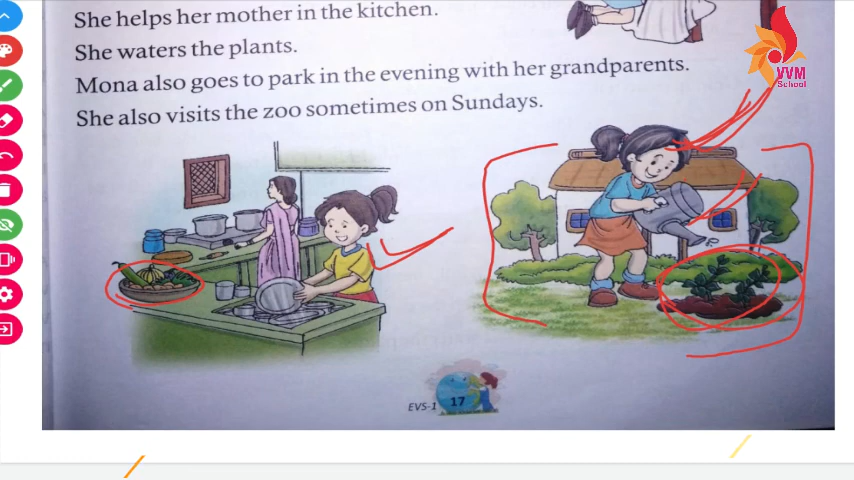 She helps her mother in the kitchen.
She waters the plants.
Mona also goes to park in the evening with her grandparents.
She also visits the zoo sometimes on Sundays.
VVM
School
EVS-1
17